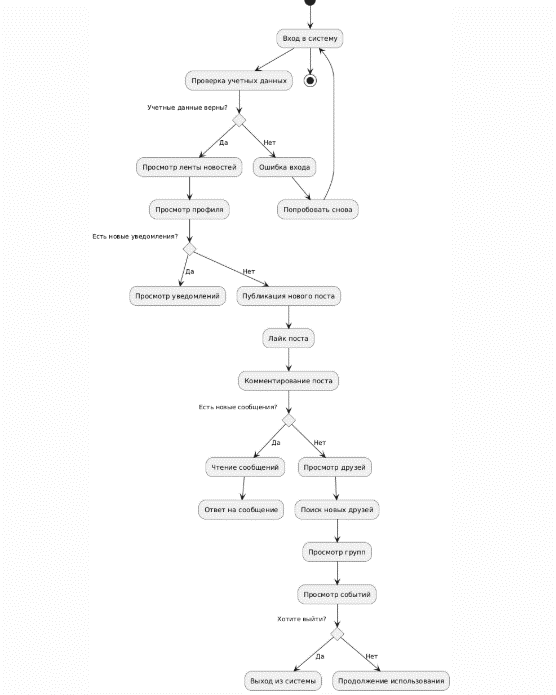 Вход в систему
Проверка учетных данных
Учетные данные верны?
Да
Нет
Просмотр ленты новостей
Ошибка входа
Просмотр профиля
Попробовать снова
Есть новые уведомления?
Да
Нет
Просмотр уведомлений
Публикация нового поста
Лайк поста
Комментирование поста
Есть новые сообщения?
Да
Нет
Чтение сообщений
Просмотр друзей
Ответ на сообщение
Поиск новых друзей
Просмотр групп
Просмотр событий
Хотите выйти?
Да
Нет
Выход из системы
Продолжение использования